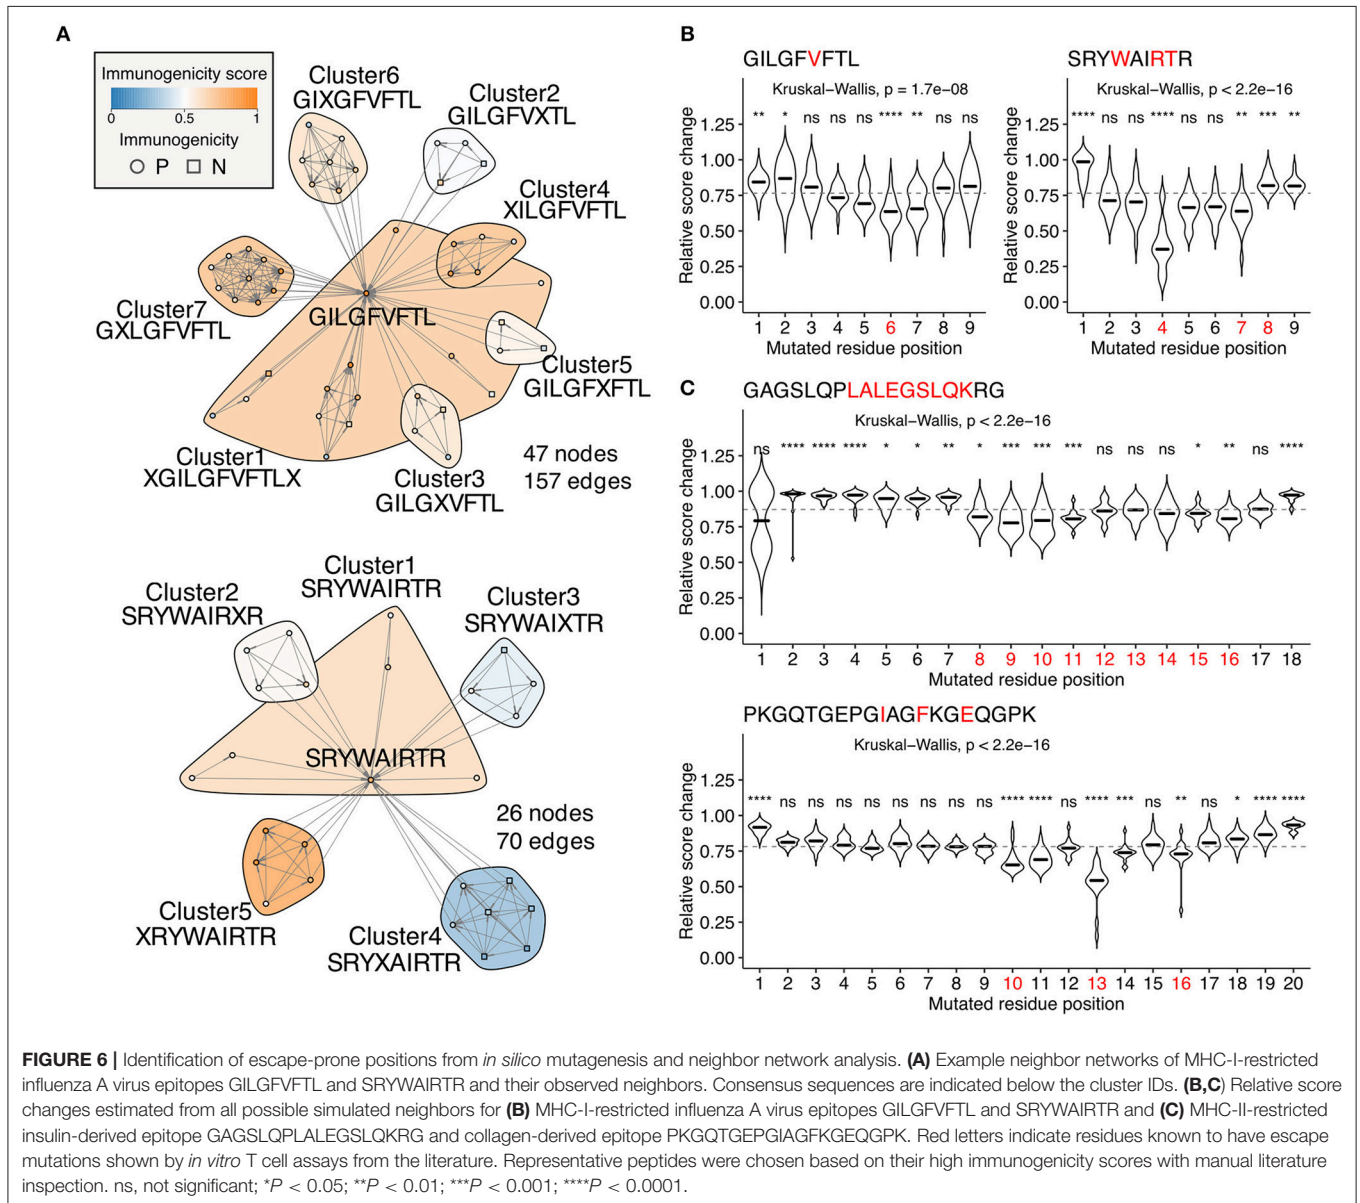 A
Immunogenicity score
0 0.5 1
Immunogenicity
P N
Cluster6
GIXGFVFTL
Cluster2
GILGFVXTL
Cluster4
XILGFVFTL
Cluster7
GXLGFVFTL
GILGFVFTL
Cluster5
GILGFXFTL
Cluster1
XGILGFVFTLX
Cluster3
GILGXVFTL
47 nodes
157 edges
Cluster1
SRYWAIRTR
Cluster2
SRYWAIRXR
Cluster3
SRYWAIXTR
SRYWAIRTR
26 nodes
70 edges
Cluster5
XRYWAIRTR
Cluster4
SRYXAIRTR
B
GILGFVFTL
Kruskal−Wallis, p = 1.7e−08
** * ns ns ns **** ** ns ns
Relative score change
1.25
1.00
0.75
0.50
0.25
0.00
1 2 3 4 5 6 7 8 9
Mutated residue position
SRYWAIRTR
Kruskal−Wallis, p < 2.2e−16
**** ns ns **** ns ns ** *** **
Relative score change
1.25
1.00
0.75
0.50
0.25
0.00
1 2 3 4 5 6 7 8 9
Mutated residue position
C
GAGSLQPLALEGSLQKRG
Kruskal−Wallis, p < 2.2e−16
ns **** **** **** * * ** * *** *** *** ns ns ns * ** ns ****
Relative score change
1.25
1.00
0.75
0.50
0.25
0.00
1 2 3 4 5 6 7 8 9 10 11 12 13 14 15 16 17 18
Mutated residue position
PKGQTGEPGIAGFKGEQGPK
Kruskal−Wallis, p < 2.2e−16
**** ns ns ns ns ns ns ns ns **** **** ns **** *** ns ** ns * **** ****
Relative score change
1.25
1.00
0.75
0.50
0.25
0.00
1 2 3 4 5 6 7 8 9 10 11 12 13 14 15 16 17 18 19 20
Mutated residue position
FIGURE 6 | Identification of escape-prone positions from in silico mutagenesis and neighbor network analysis. (A) Example neighbor networks of MHC-I-restricted
influenza A virus epitopes GILGFVFTL and SRYWAIRTR and their observed neighbors. Consensus sequences are indicated below the cluster IDs. (B,C) Relative score
changes estimated from all possible simulated neighbors for (B) MHC-I-restricted influenza A virus epitopes GILGFVFTL and SRYWAIRTR and (C) MHC-II-restricted
insulin-derived epitope GAGSLQPLALEGSLQKRG and collagen-derived epitope PKGQTGEPGIAGFKGEQGPK. Red letters indicate residues known to have escape
mutations shown by in vitro T cell assays from the literature. Representative peptides were chosen based on their high immunogenicity scores with manual literature
inspection. ns, not significant; *P < 0.05; **P < 0.01; ***P < 0.001; ****P < 0.0001.